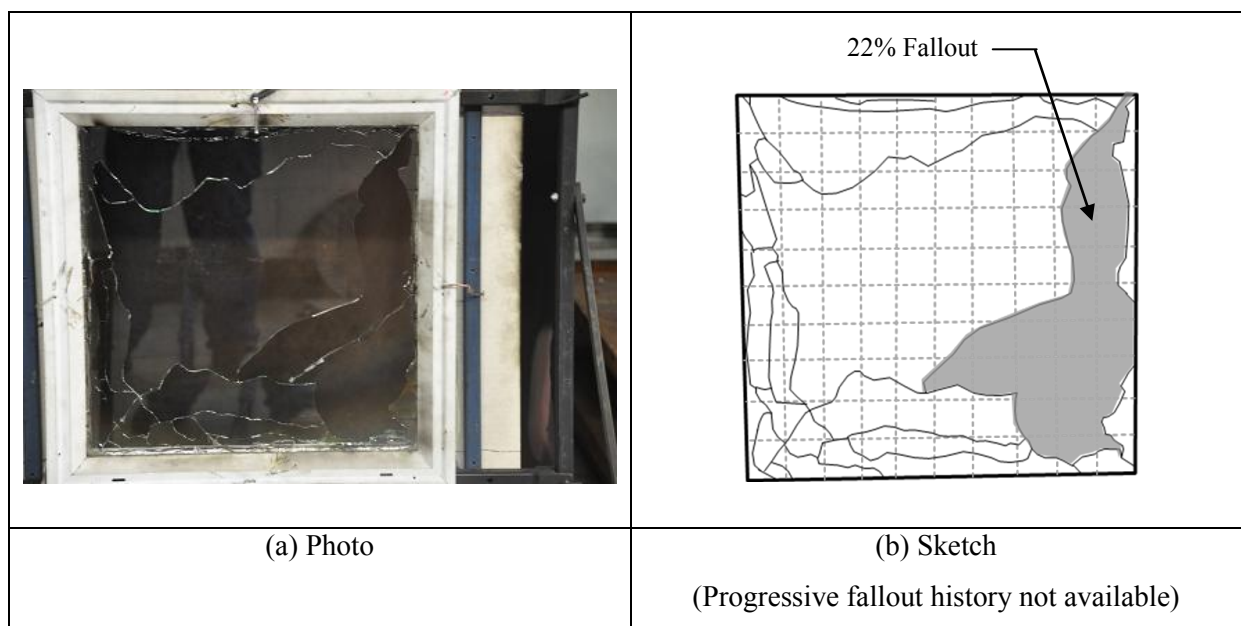 22% Fallout
(a) Photo
(b) Sketch
(Progressive fallout history not available)